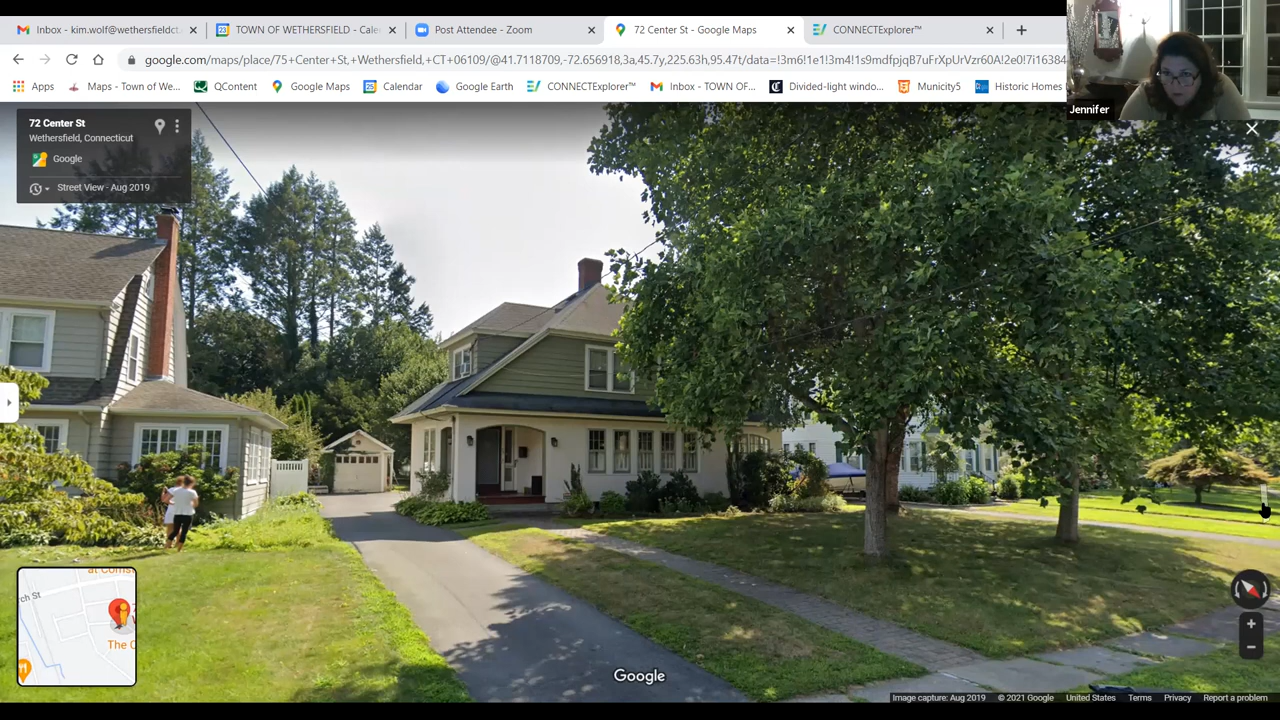 Inbox - kim.wolf@wethersfieldct.
TOWN OF WETHERSFIELD - Cale
Post Attendee - Zoom
72 Center St - Google Maps
CONNECTExplorer™
google.com/maps/place/75+Center+St,+Wethersfield,+CT+06109/@41.7118709,-72.656918,3a,45.7y,225.63h,95.47t/data=!3m6!1e1!3m4!1s9mdfpjqB7uFrXpUrVzr60A!2e0!7i16384
Apps
Maps - Town of We...
QContent
Google Maps
Calendar
Google Earth
CONNECTExplorer™
Inbox - TOWN OF...
Divided-light windo...
Municity5
Historic Homes
Jennifer
72 Center St
Wethersfield, Connecticut
Google
Street View - Aug 2019
at Coms
ch St
The C
Google
Image capture: Aug 2019 © 2021 Google United States Terms Privacy Report a problem